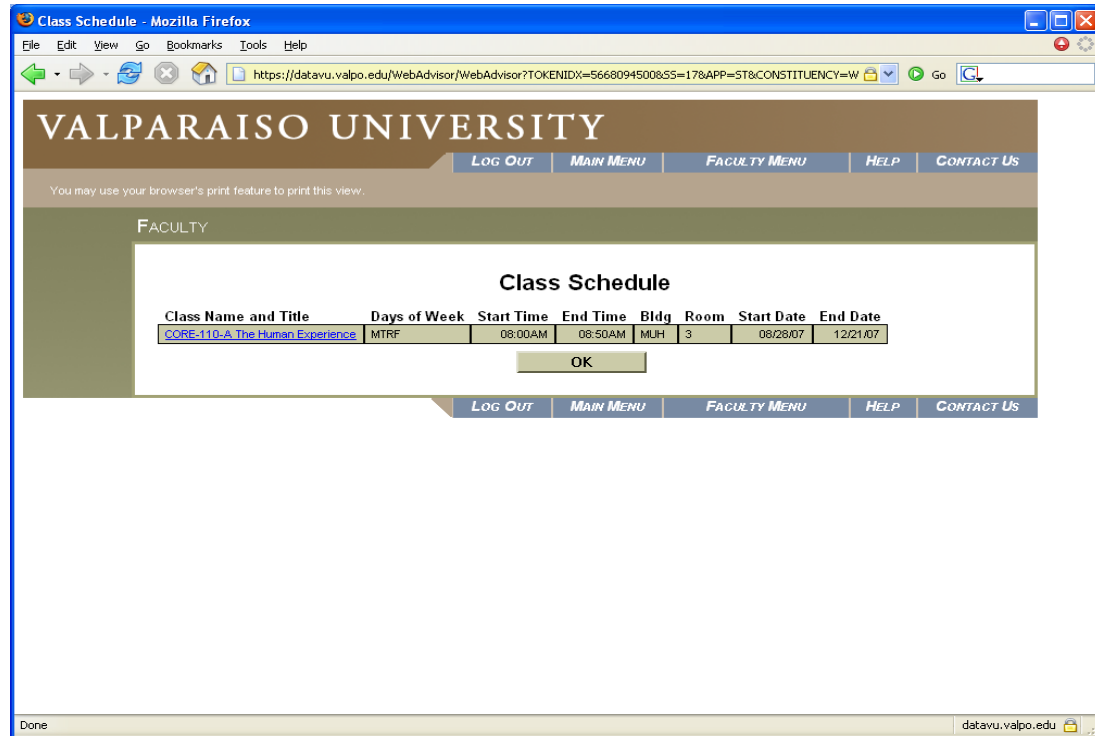 Class Schedule - Mozilla Firefox
File Edit View Go Bookmarks Tools Help
https://datavu.valpo.edu/WebAdvisor/WebAdvisor?TOKENIDX=5668094500&SS=17&APP=ST&CONSTITUENCY=W Go G
VALPARAISO UNIVERSITY
LOG OUT MAIN MENU FACULTY MENU HELP CONTACT US
You may use your browser's print feature to print this view.
FACULTY
Class Schedule
Class Name and Title Days of Week Start Time End Time Bldg Room Start Date End Date
CORE-110-A The Human Experience MTRF 08:00AM 08:50AM MUH 3 08/28/07 12/21/07
OK
LOG OUT MAIN MENU FACULTY MENU HELP CONTACT US
Done datavu.valpo.edu